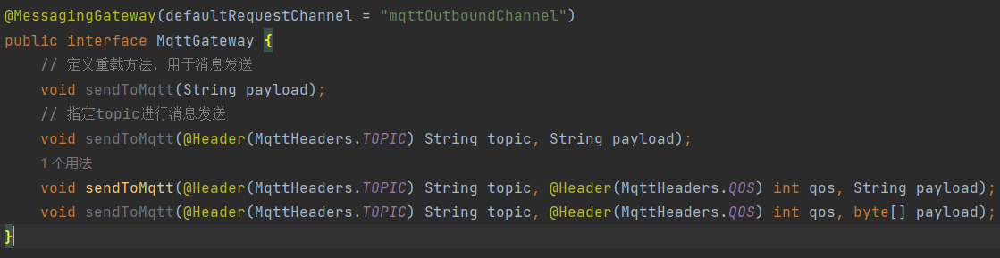 @MessagingGateway(defaultRequestChannel = "mqttOutboundChannel")
public interface MqttGateway {
    // 定义重载方法，用于消息发送
    void sendToMqtt(String payload);
    // 指定topic进行消息发送
    void sendToMqtt(@Header(MqttHeaders.TOPIC) String topic, String payload);
    1 个用法
    void sendToMqtt(@Header(MqttHeaders.TOPIC) String topic, @Header(MqttHeaders.QOS) int qos, String payload);
    void sendToMqtt(@Header(MqttHeaders.TOPIC) String topic, @Header(MqttHeaders.QOS) int qos, byte[] payload);
}